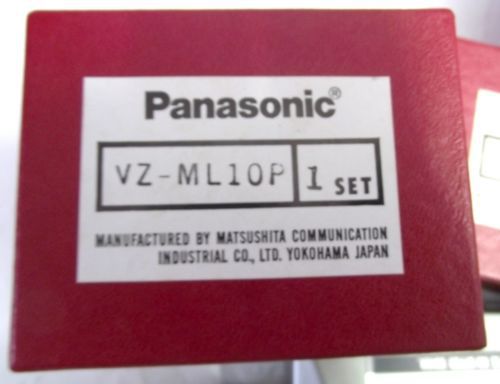 Panasonic®
VZ-ML10P 1 SET
MANUFACTURED BY MATSUSHITA COMMUNICATION
INDUSTRIAL CO., LTD. YOKOHAMA JAPAN